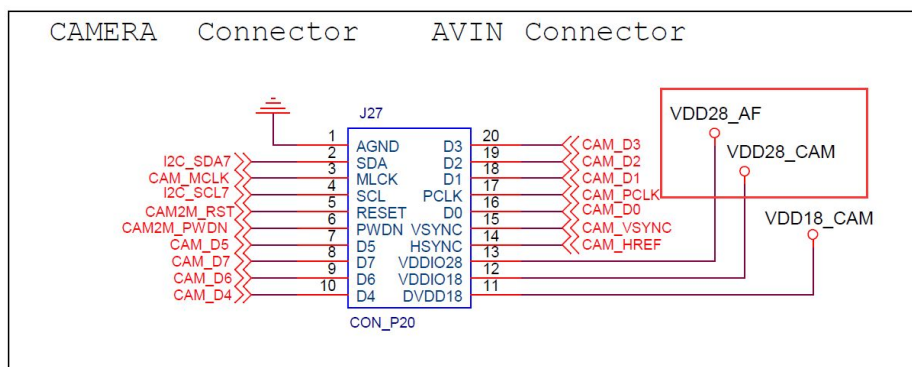 CAMERA Connector AVIN Connector
J27
VDD28_AF
VDD28_CAM
VDD18_CAM
1 AGND D3 20 CAM_D3
I2C_SDA7 2 SDA D2 19 CAM_D2
CAM_MCLK 3 MLCK D1 18 CAM_D1
I2C_SCL7 4 SCL PCLK 17 CAM_PCLK
CAM2M_RST 5 RESET D0 16 CAM_D0
CAM2M_PWDN 6 PWDN VSYNC 15 CAM_VSYNC
CAM_D5 7 D5 HSYNC 14 CAM_HREF
CAM_D7 8 D7 VDDIO28 13
CAM_D6 9 D6 VDDIO18 12
CAM_D4 10 D4 DVDD18 11
CON_P20